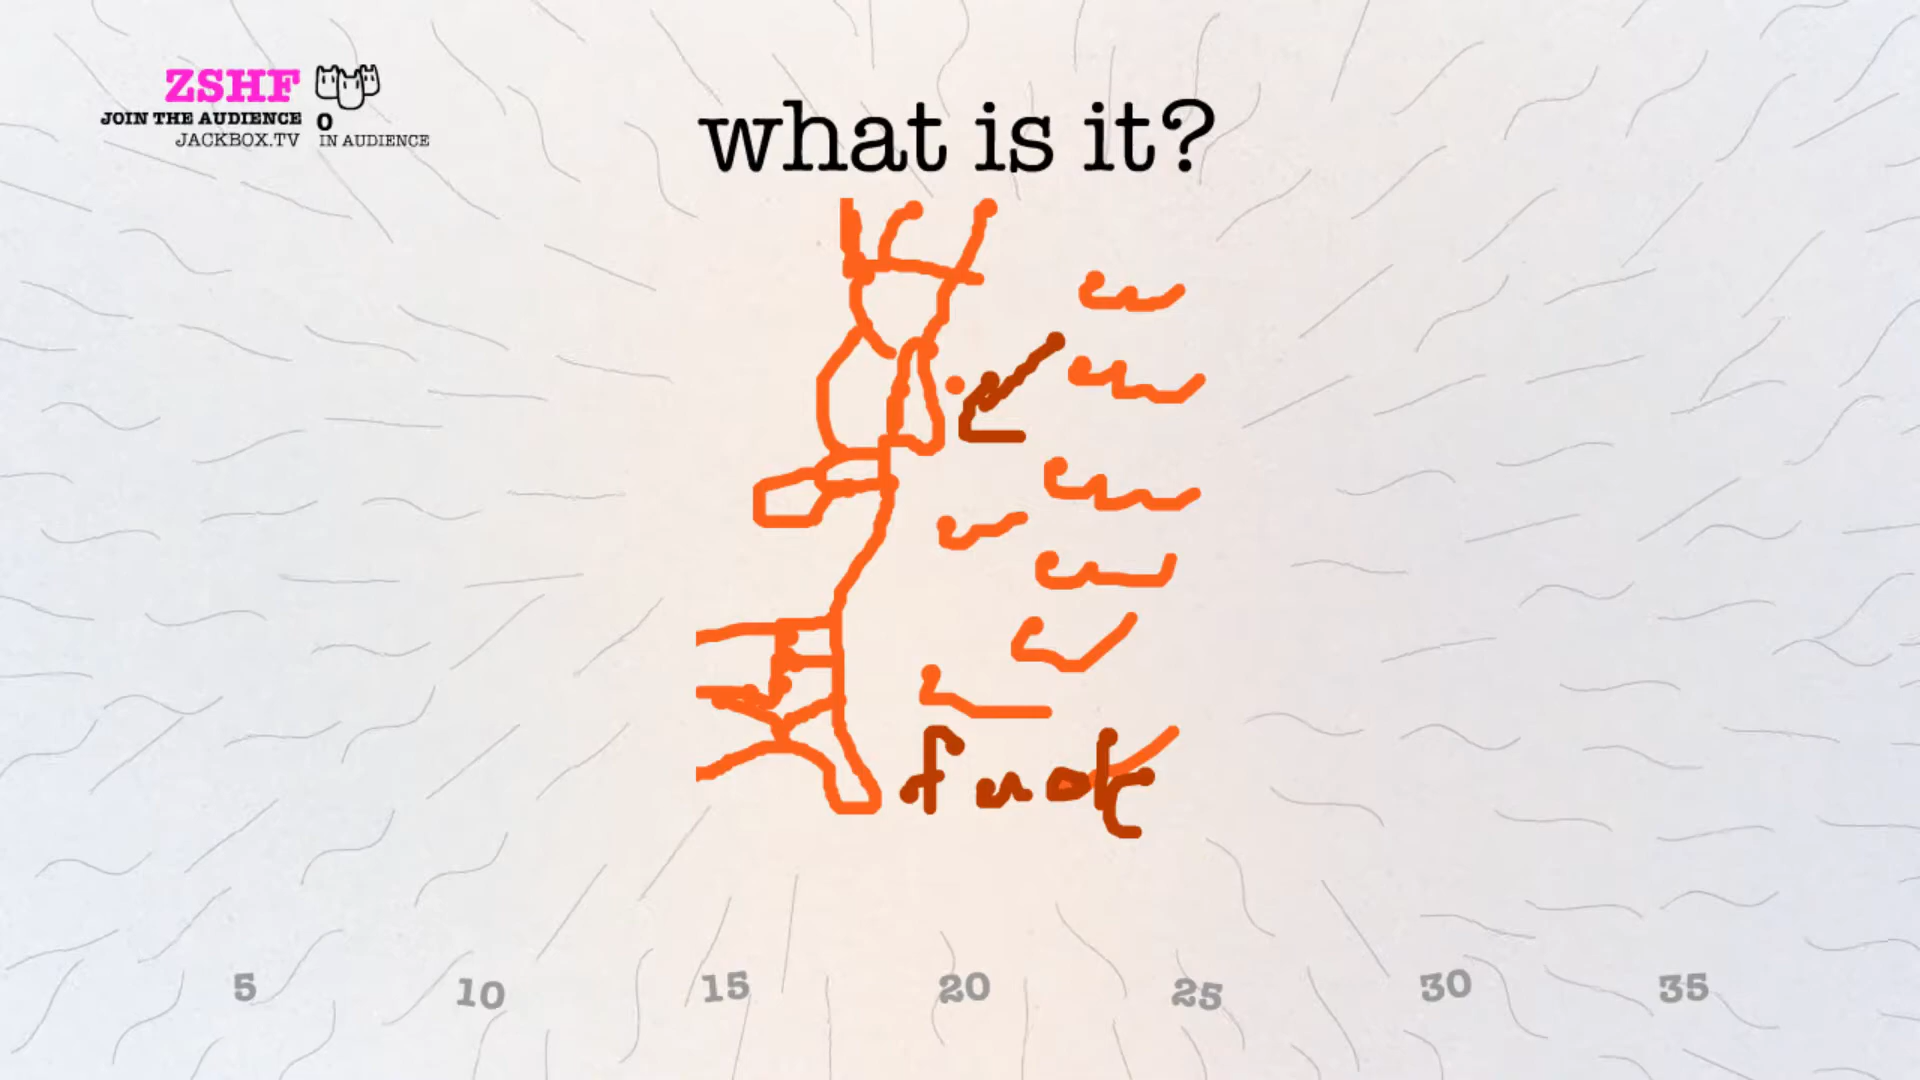 ZSHF
JOIN THE AUDIENCE
JACKBOX.TV
0
IN AUDIENCE
what is it?
5 10 15 20 25 30 35